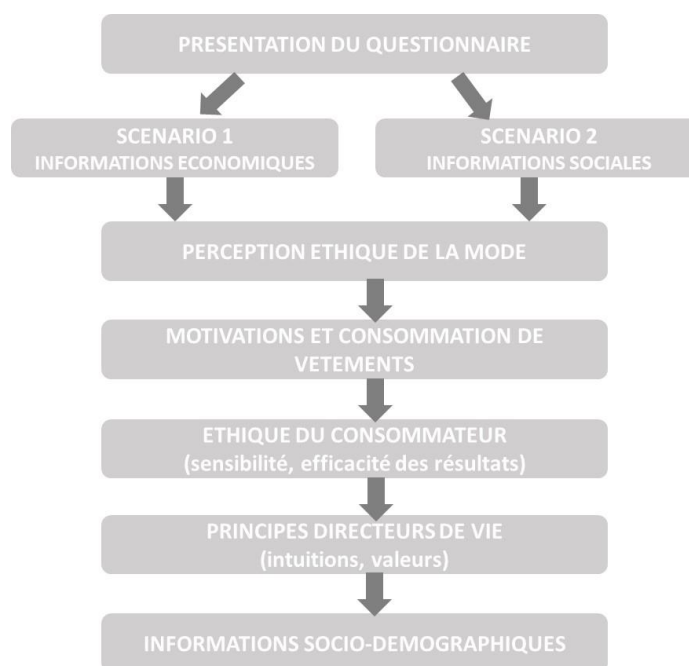 PRESENTATION DU QUESTIONNAIRE
SCENARIO 1
INFORMATIONS ECONOMIQUES
SCENARIO 2
INFORMATIONS SOCIALES
PERCEPTION ETHIQUE DE LA MODE
MOTIVATIONS ET CONSOMMATION DE
VETEMENTS
ETHIQUE DU CONSOMMATEUR
(sensibilité, efficacité des résultats)
PRINCIPES DIRECTEURS DE VIE
(intuitions, valeurs)
INFORMATIONS SOCIO-DEMOGRAPHIQUES